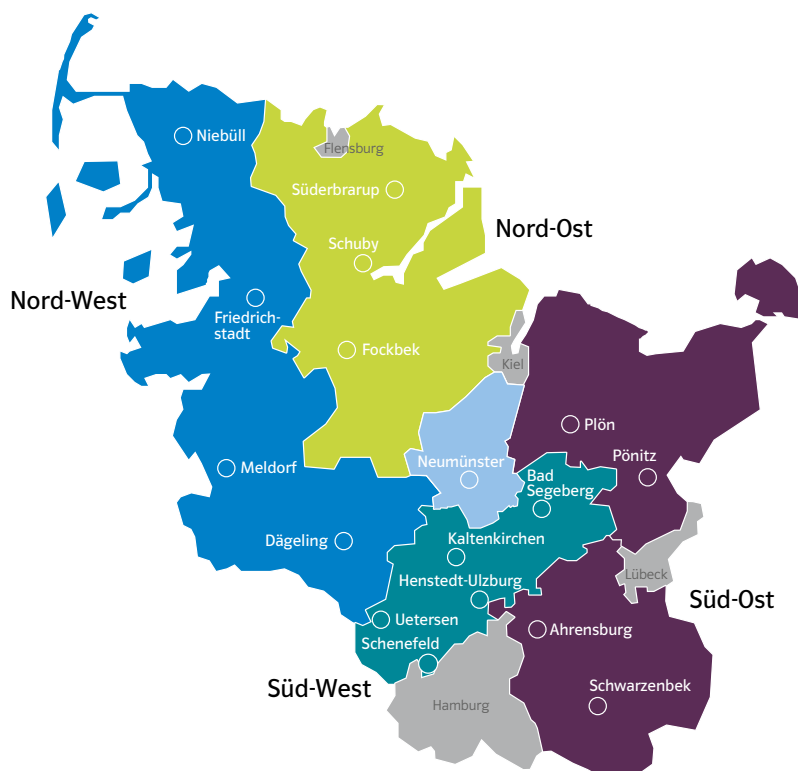 Niebüll
Flensburg
Süderbrarup
Nord-Ost
Schuby
Nord-West
Friedrich-
stadt
Fockbek
Kiel
Plön
Pönitz
Neumünster
Bad
Segeberg
Meldorf
Dägeling
Kaltenkirchen
Lübeck
Henstedt-Ulzburg
Süd-Ost
Uetersen
Ahrensburg
Schenefeld
Süd-West
Schwarzenbek
Hamburg